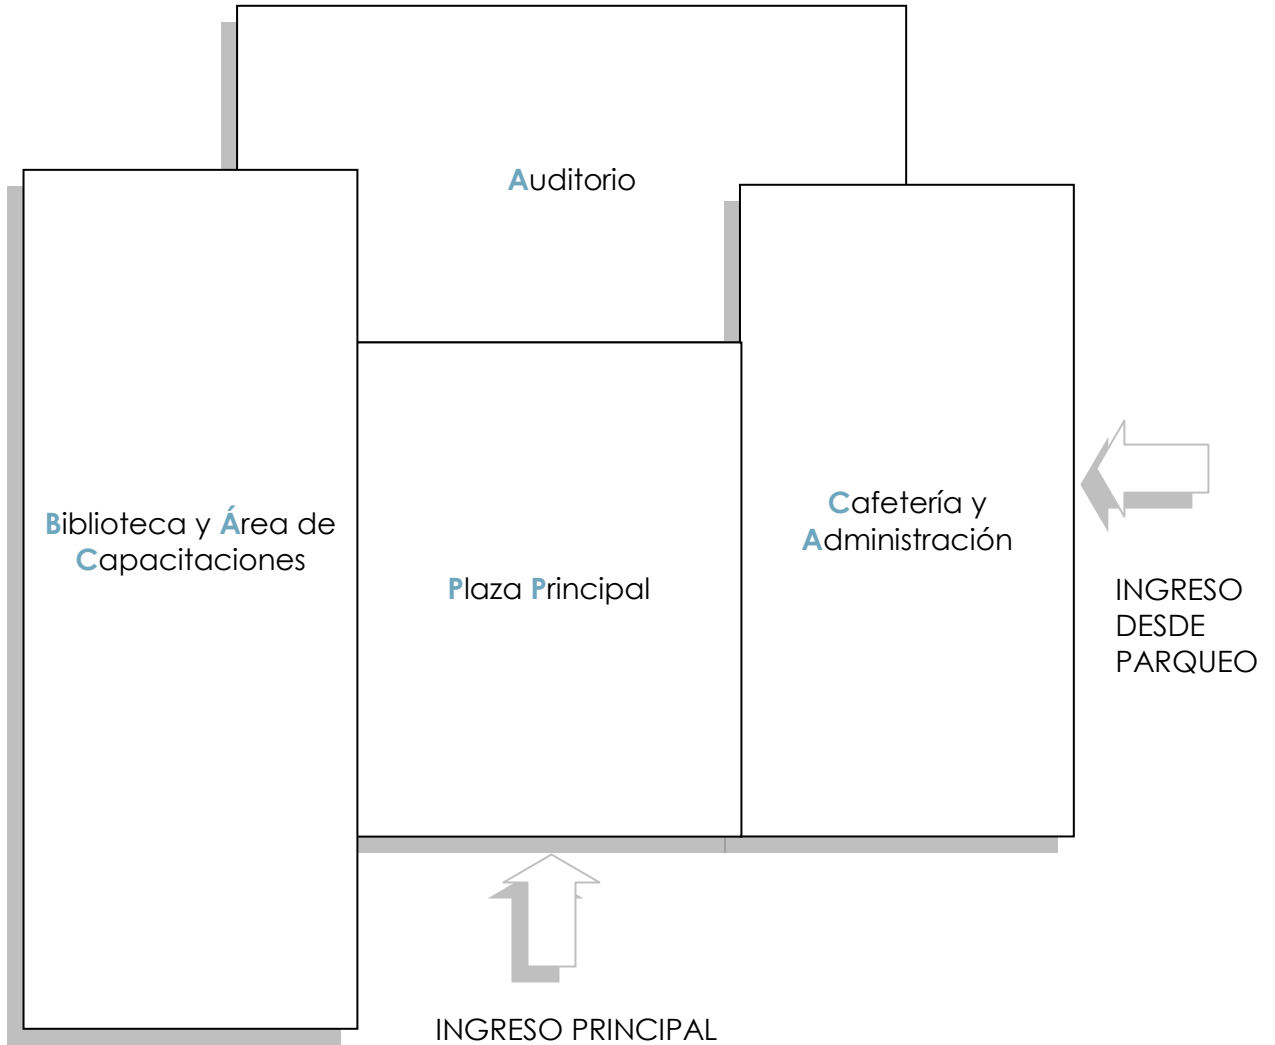 Auditorio
Biblioteca y Área de
Capacitaciones
Cafetería y
Administración
Plaza Principal
INGRESO
DESDE
PARQUEO
INGRESO PRINCIPAL